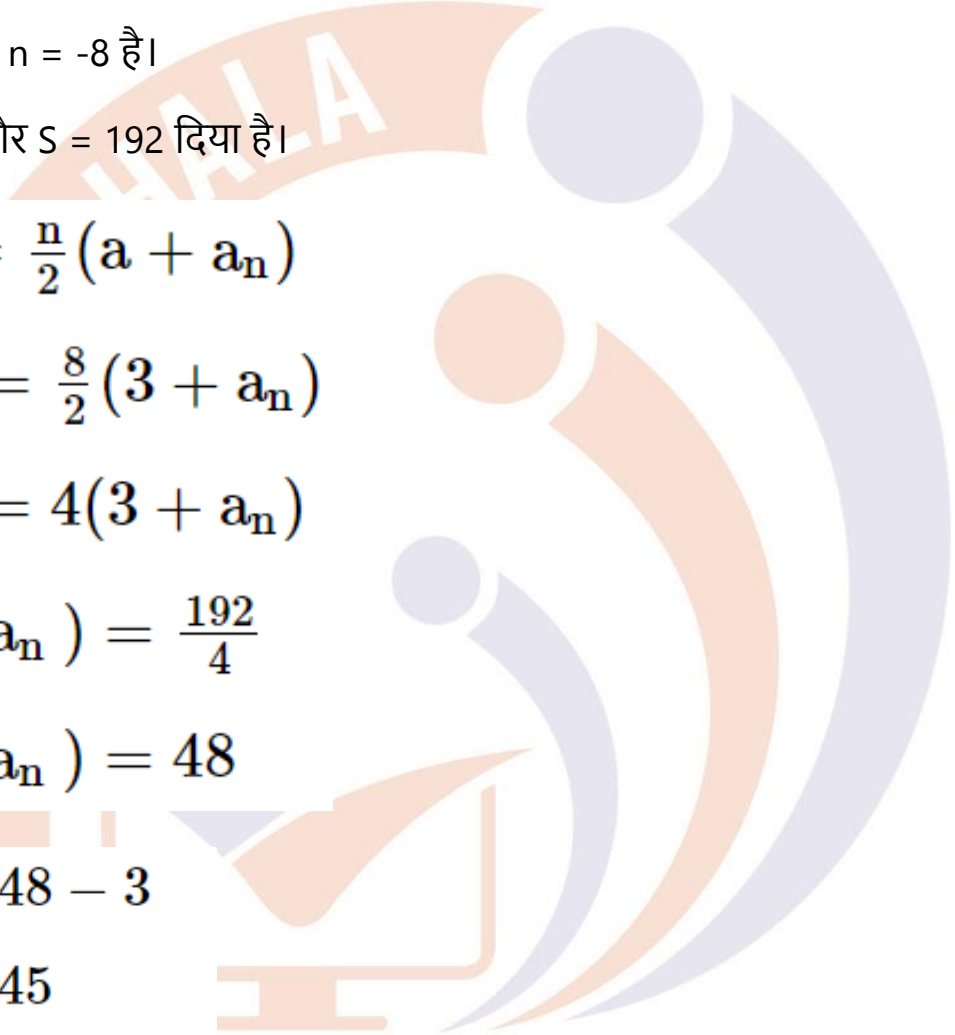 n = -8 है।
HALA
र S = 192 दिया है।
n/2 (a + aₙ)
= 8/2 (3 + aₙ)
= 4(3 + aₙ)
aₙ ) = 192/4
aₙ ) = 48
48 − 3
45